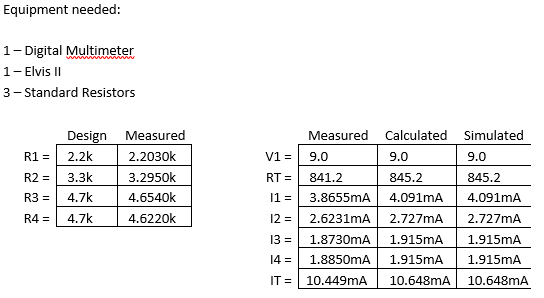 Equipment needed:
1 – Digital Multimeter
1 – Elvis II
3 – Standard Resistors
Design Measured
R1 = 2.2k 2.2030k
R2 = 3.3k 3.2950k
R3 = 4.7k 4.6540k
R4 = 4.7k 4.6220k
Measured Calculated Simulated
V1 = 9.0 9.0 9.0
RT = 841.2 845.2 845.2
I1 = 3.8655mA 4.091mA 4.091mA
I2 = 2.6231mA 2.727mA 2.727mA
I3 = 1.8730mA 1.915mA 1.915mA
I4 = 1.8850mA 1.915mA 1.915mA
IT = 10.449mA 10.648mA 10.648mA